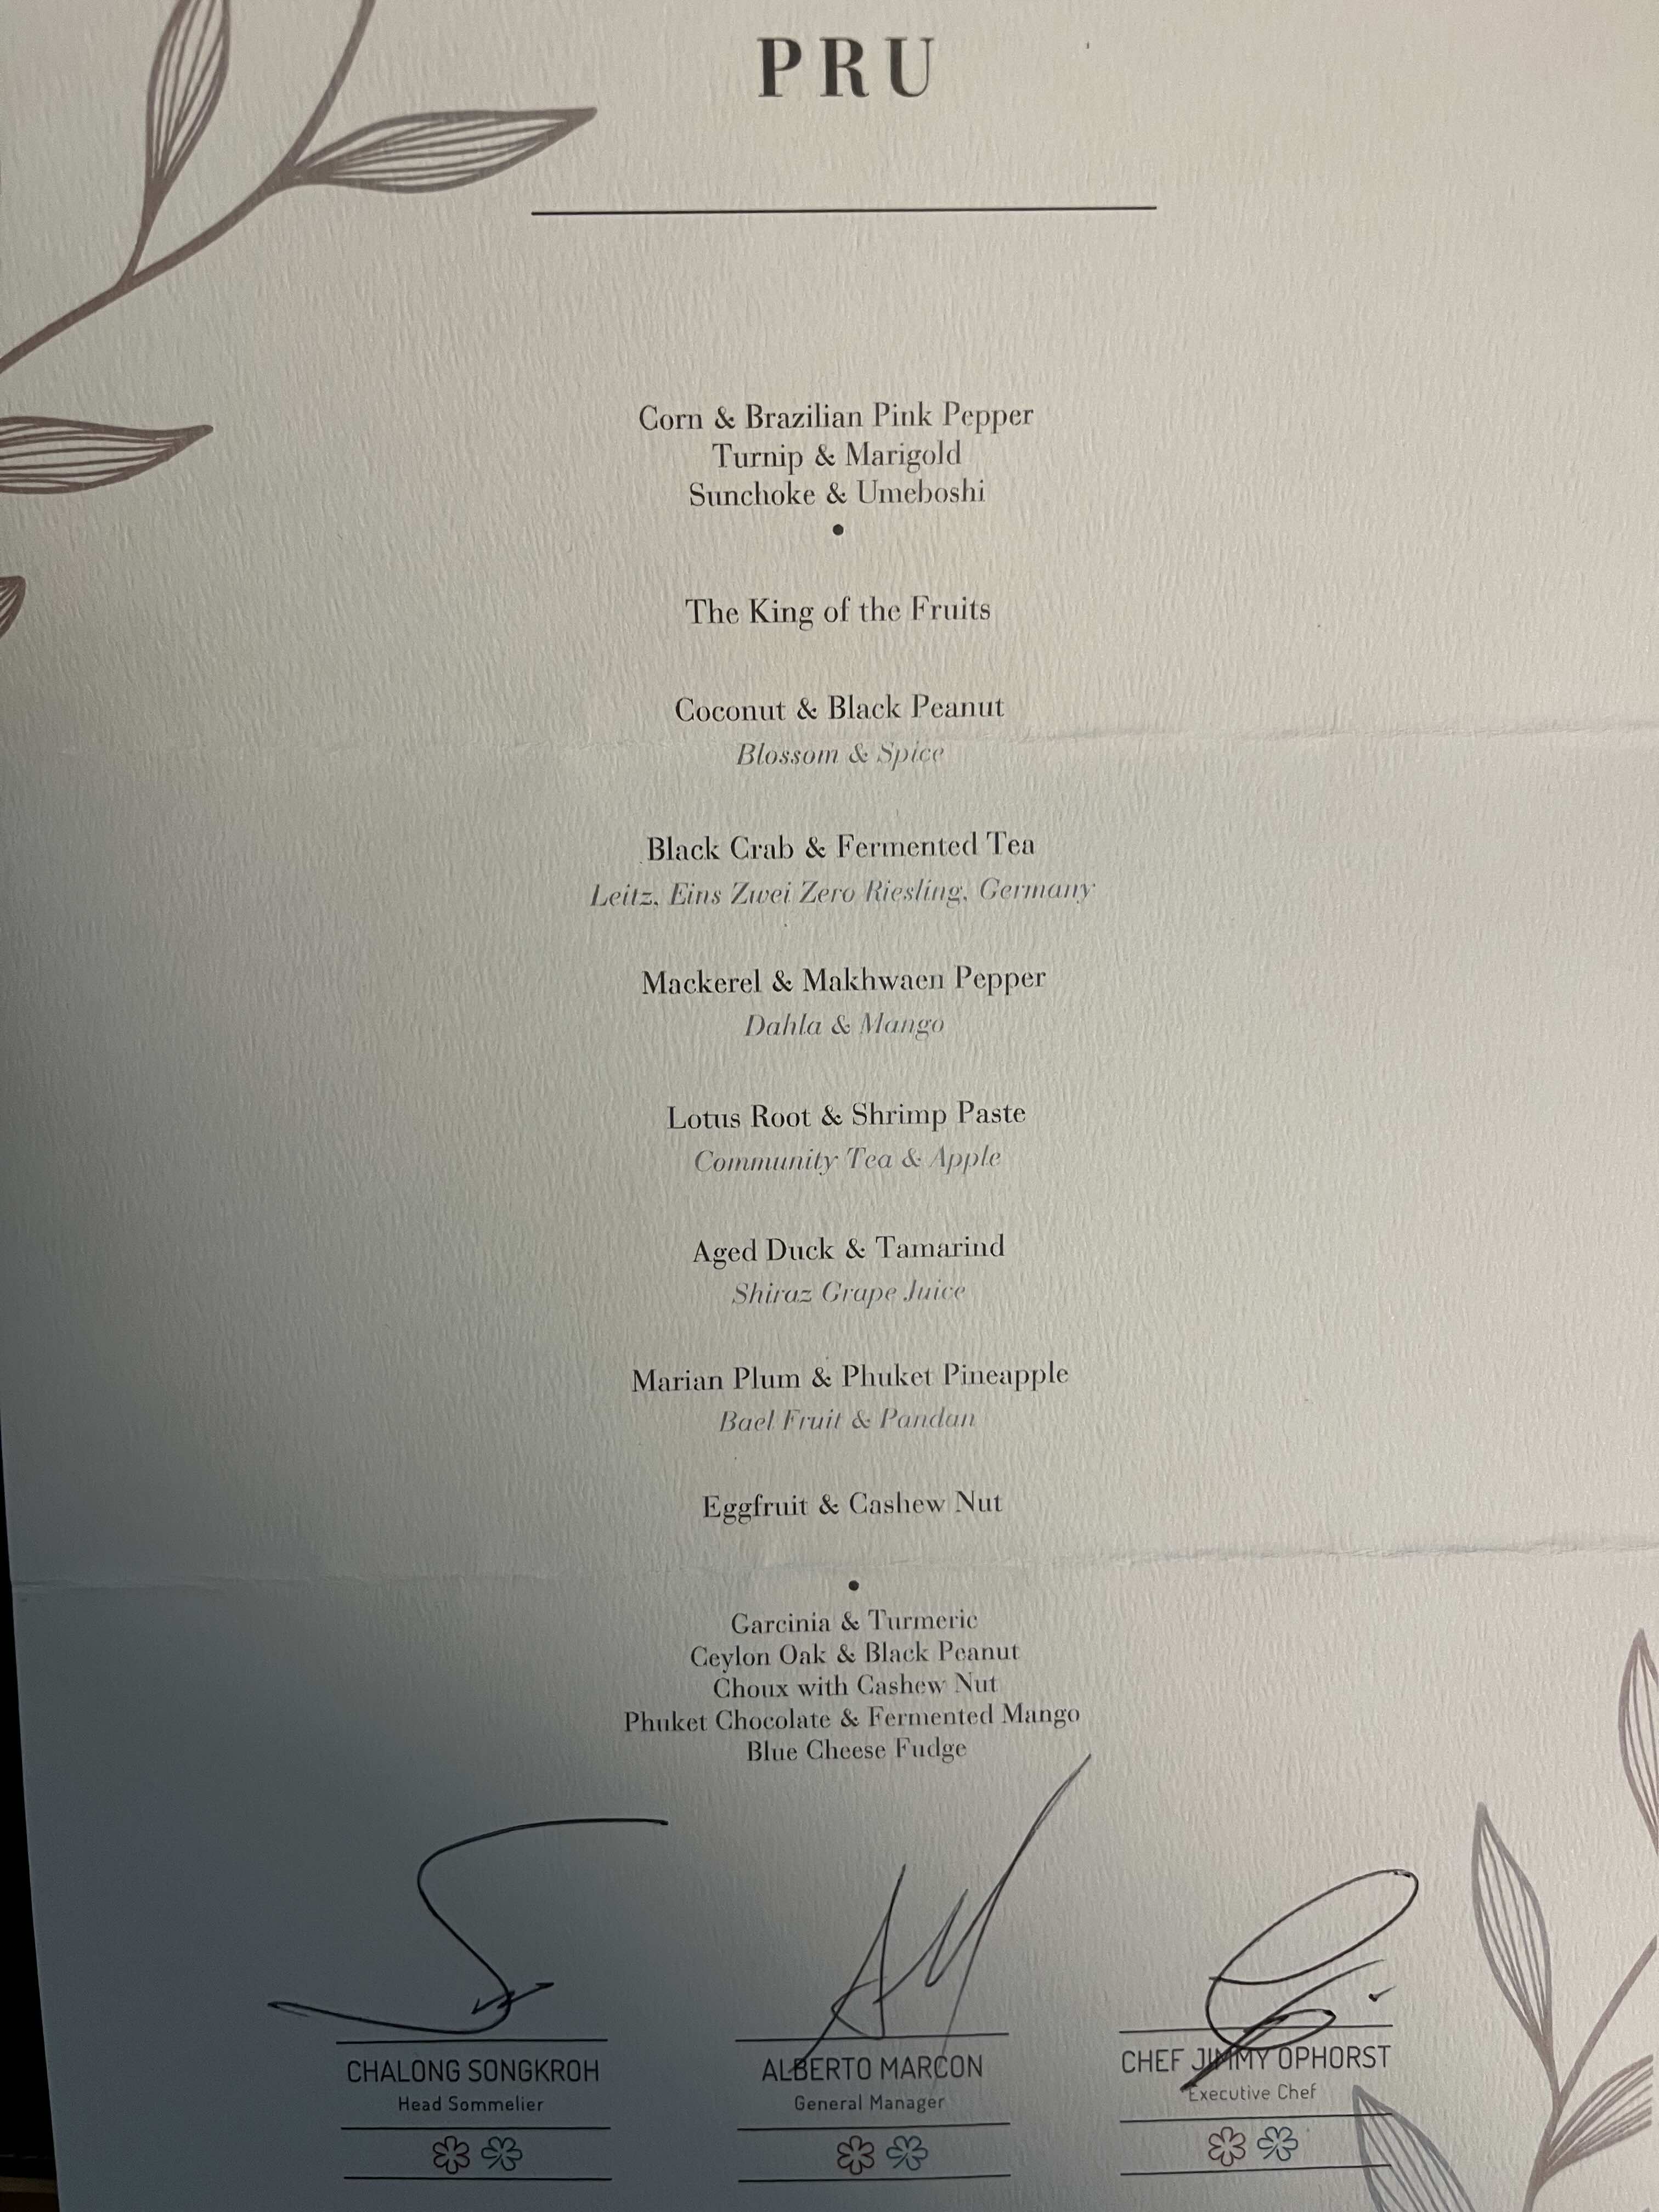 PRU
Corn & Brazilian Pink Pepper
Turnip & Marigold
Sunchoke & Umeboshi
•
The King of the Fruits
Coconut & Black Peanut
Blossom & Spice
Black Crab & Fermented Tea
Leitz, Eins Zwei Zero Riesling, Germany
Mackerel & Makhwaen Pepper
Dahla & Mango
Lotus Root & Shrimp Paste
Community Tea & Apple
Aged Duck & Tamarind
Shiraz Grape Juice
Marian Plum & Phuket Pineapple
Bael Fruit & Pandan
Eggfruit & Cashew Nut
•
Garcinia & Turmeric
Ceylon Oak & Black Peanut
Choux with Cashew Nut
Phuket Chocolate & Fermented Mango
Blue Cheese Fudge
CHALONG SONGKROH
Head Sommelier
ALBERTO MARCON
General Manager
CHEF JIMMY OPHORST
Executive Chef